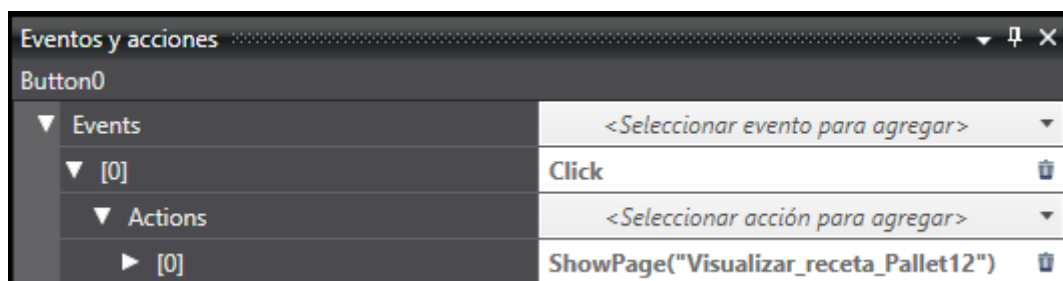 Eventos y acciones
Button0
Events <Seleccionar evento para agregar>
[0] Click
Actions <Seleccionar acción para agregar>
[0] ShowPage("Visualizar_receta_Pallet12")